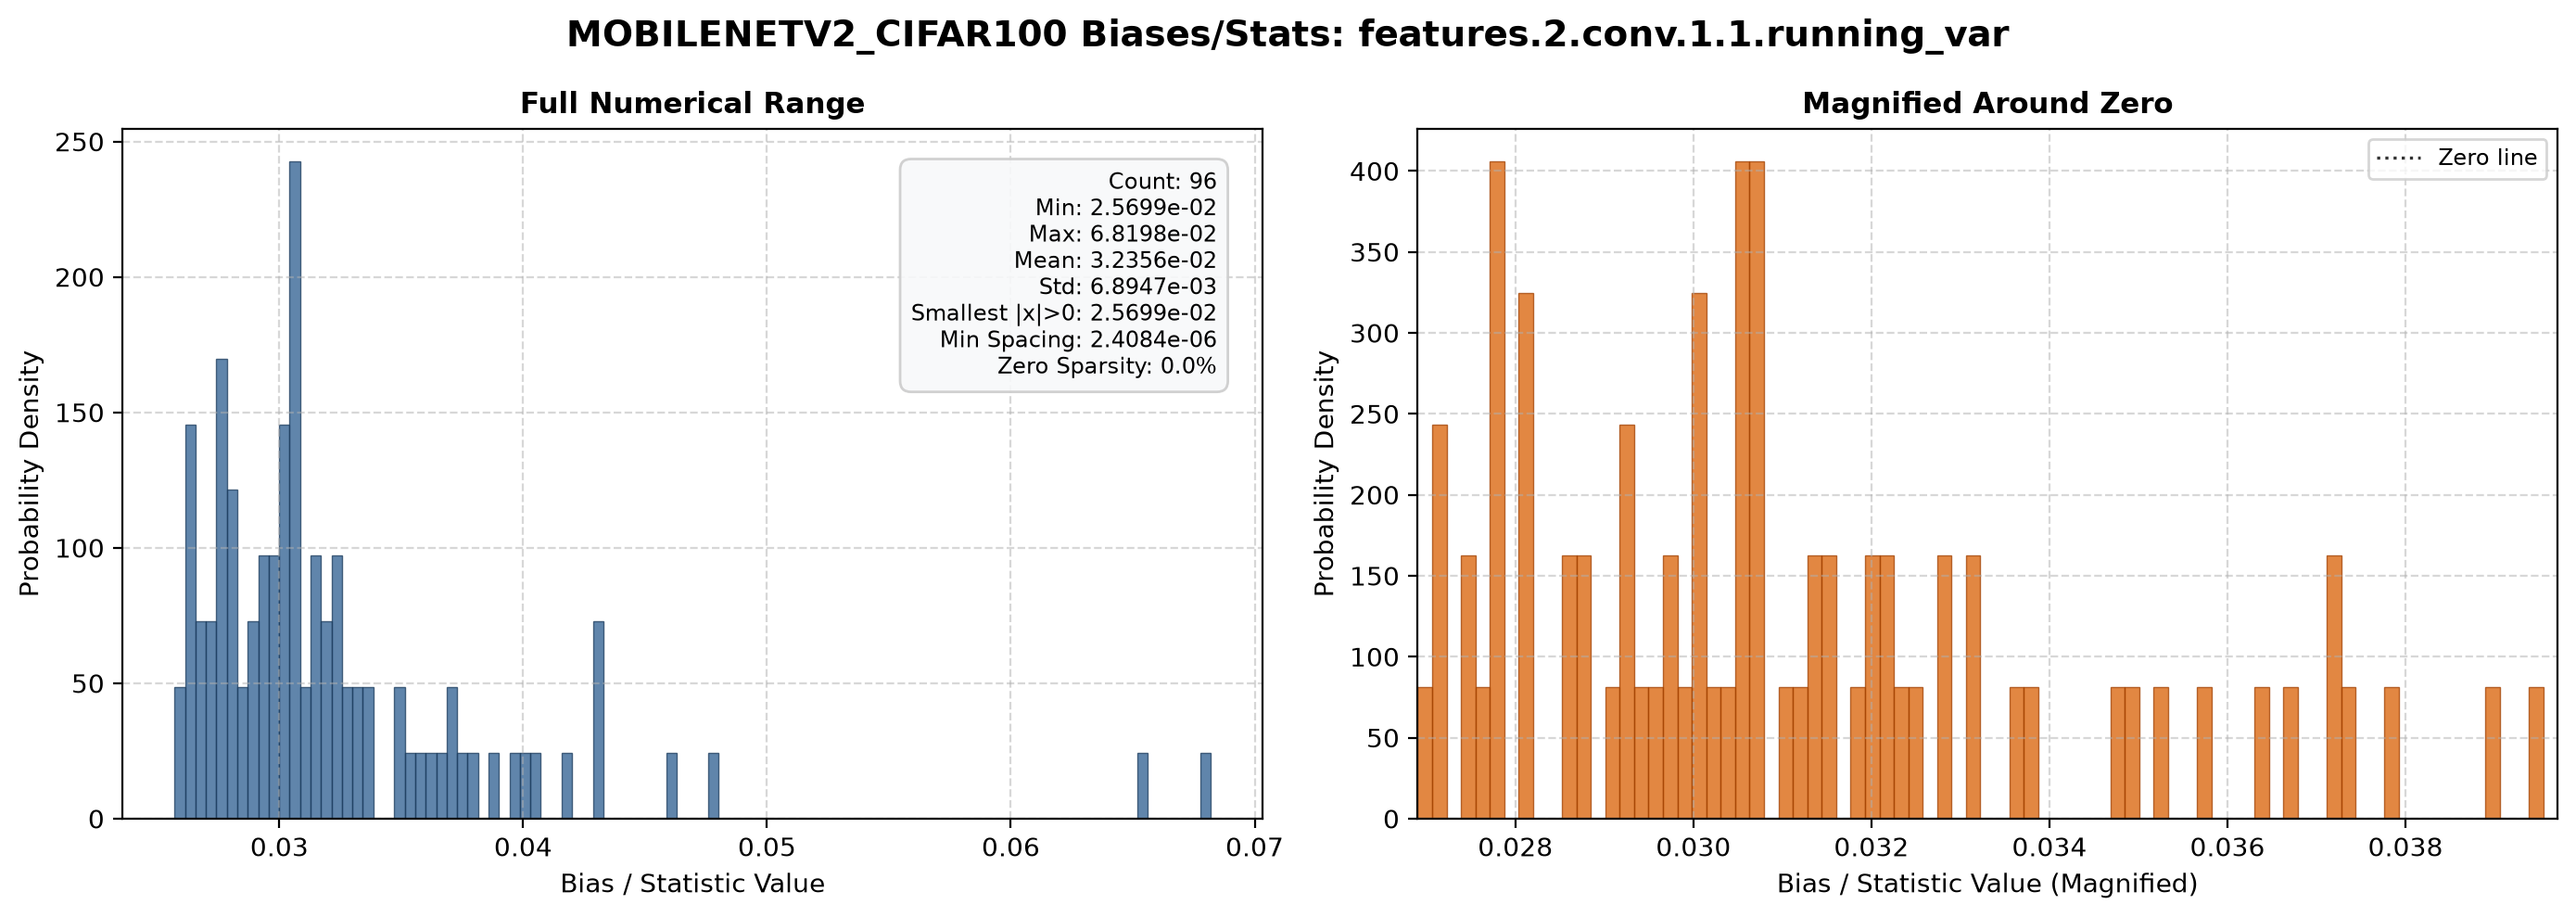 MOBILENETV2_CIFAR100 Biases/Stats: features.2.conv.1.1.running_var
Full Numerical Range
250
200
150
100
50
0
Probability Density
Count: 96
Min: 2.5699e-02
Max: 6.8198e-02
Mean: 3.2356e-02
Std: 6.8947e-03
Smallest |x|>0: 2.5699e-02
Min Spacing: 2.4084e-06
Zero Sparsity: 0.0%
0.03 0.04 0.05 0.06 0.07
Bias / Statistic Value
Magnified Around Zero
Zero line
400
350
300
250
200
150
100
50
0
Probability Density
0.028 0.030 0.032 0.034 0.036 0.038
Bias / Statistic Value (Magnified)